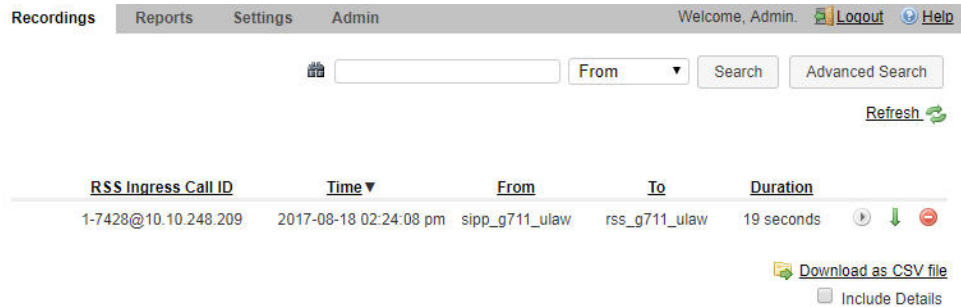 Recordings Reports Settings Admin Welcome, Admin. Logout Help
From Search Advanced Search
Refresh
RSS Ingress Call ID Time▼ From To Duration
1-7428@10.10.248.209 2017-08-18 02:24:08 pm sipp_g711_ulaw rss_g711_ulaw 19 seconds
Download as CSV file
Include Details